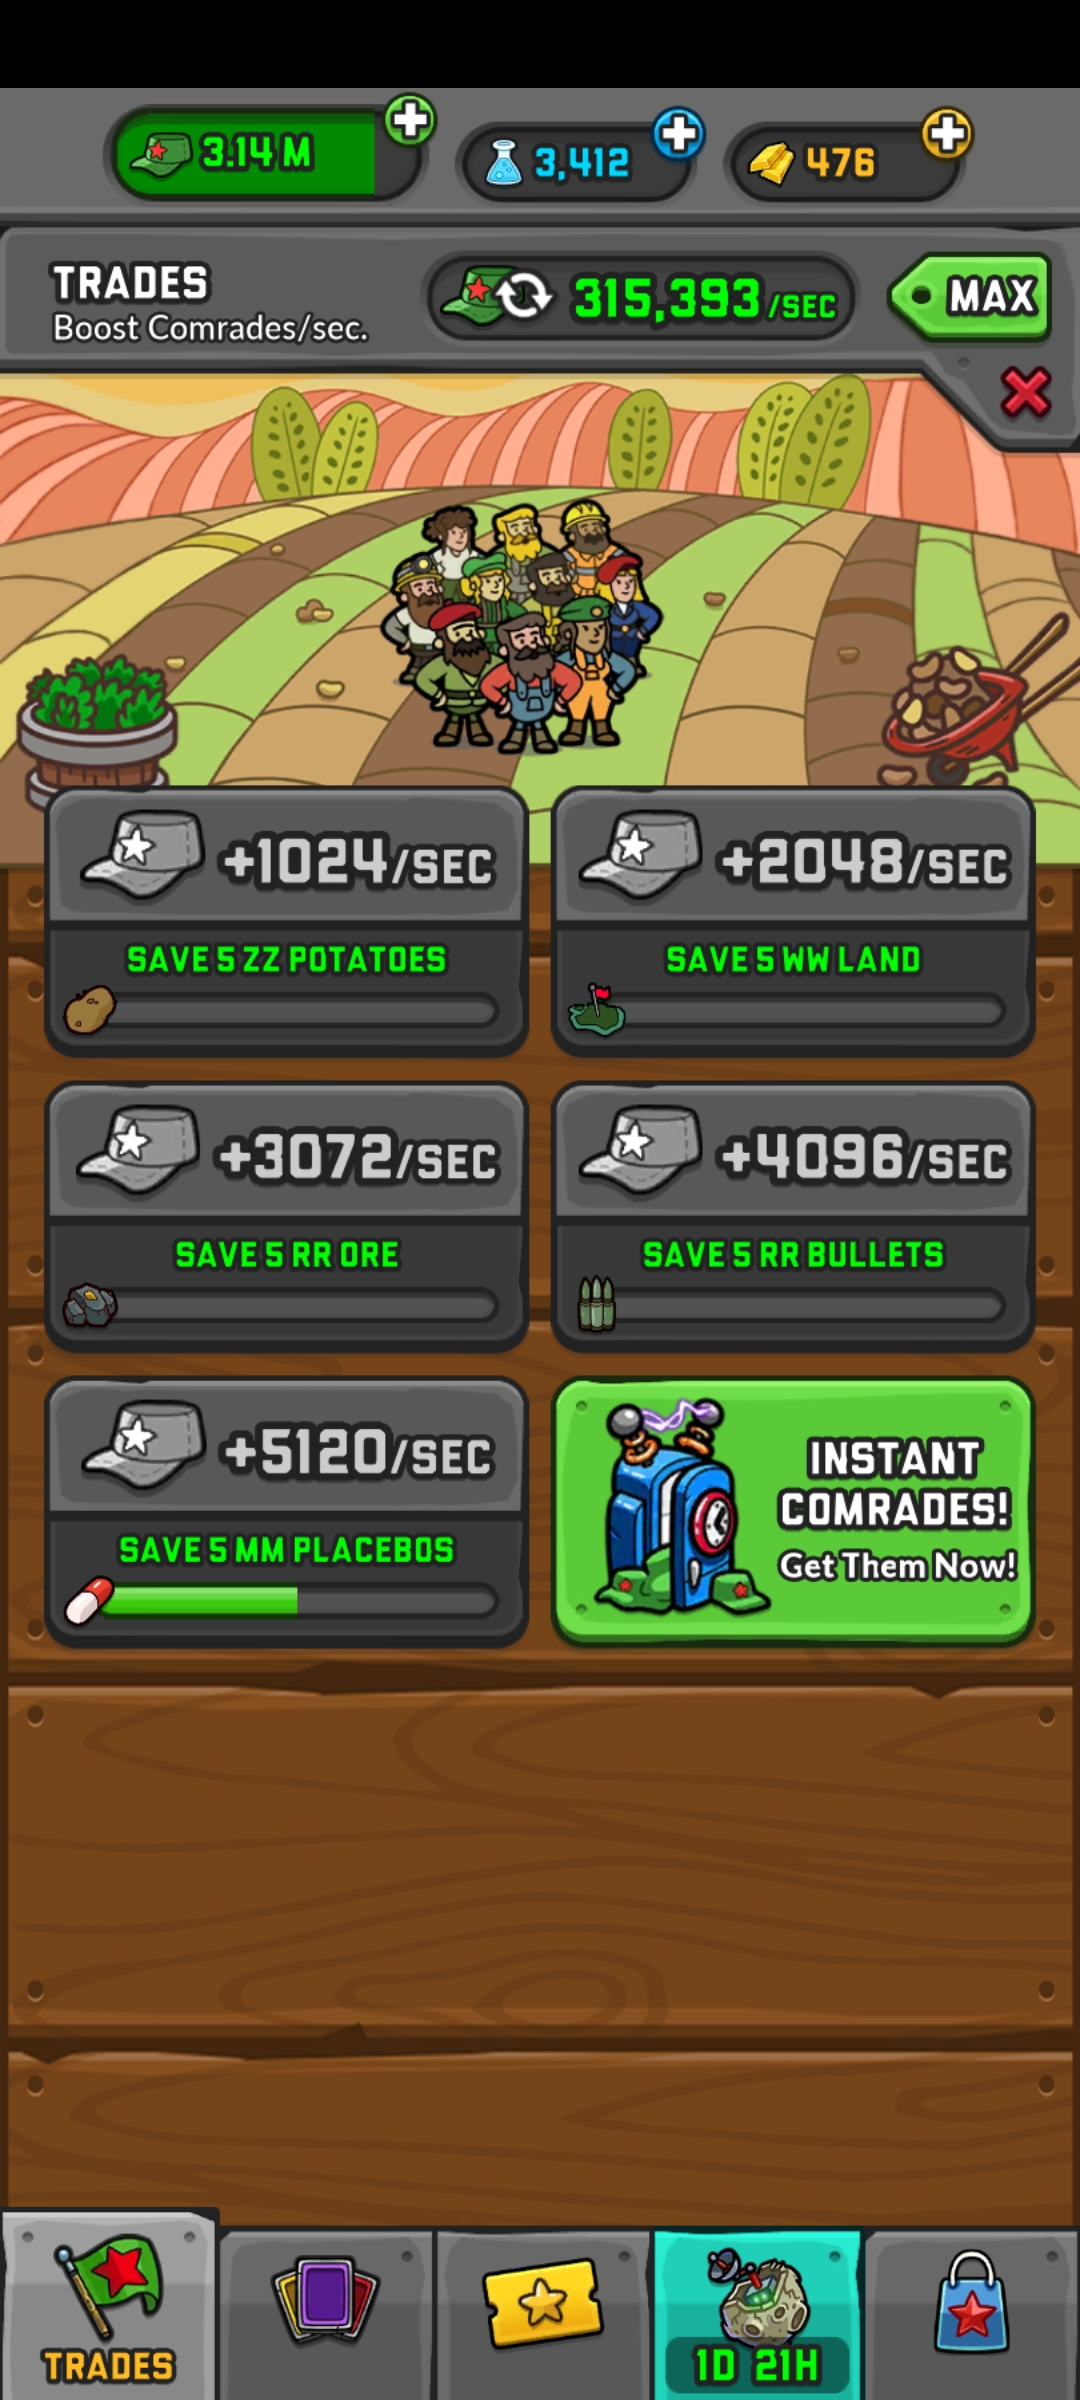 3.14 M
3,412
476
TRADES
Boost Comrades/sec.
315,393/SEC
MAX
+1024/SEC
+2048/SEC
SAVE 5 ZZ POTATOES
SAVE 5 WW LAND
+3072/SEC
+4096/SEC
SAVE 5 RR ORE
SAVE 5 RR BULLETS
+5120/SEC
SAVE 5 MM PLACEBOS
INSTANT
COMRADES!
Get Them Now!
TRADES
1D 21H